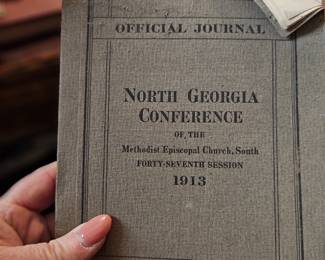 OFFICIAL JOURNAL
NORTH GEORGIA
CONFERENCE
OF THE
Methodist Episcopal Church, South
FORTY-SEVENTH SESSION
1913